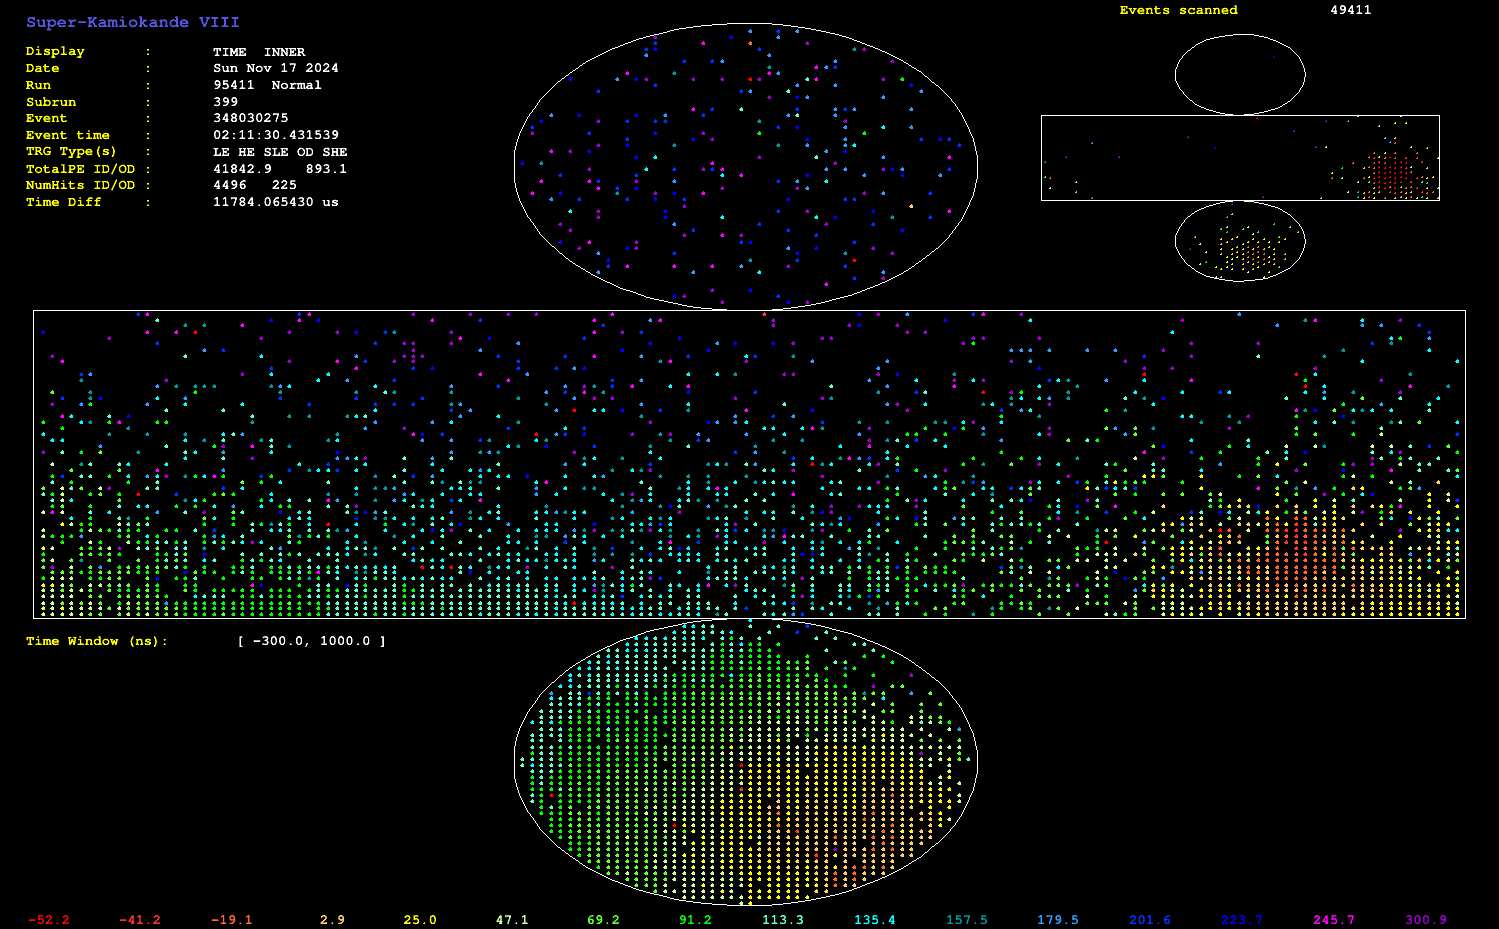 Super-Kamiokande VIII
Events scanned 49411
Display : TIME INNER
Date : Sun Nov 17 2024
Run : 95411 Normal
Subrun : 399
Event : 348030275
Event time : 02:11:30.431539
TRG Type(s) : LE HE SLE OD SHE
TotalPE ID/OD : 41842.9 893.1
NumHits ID/OD : 4496 225
Time Diff : 11784.065430 us
Time Window (ns): [ -300.0, 1000.0 ]
-52.2 -41.2 -19.1 2.9 25.0 47.1 69.2 91.2 113.3 135.4 157.5 179.5 201.6 223.7 245.7 300.9